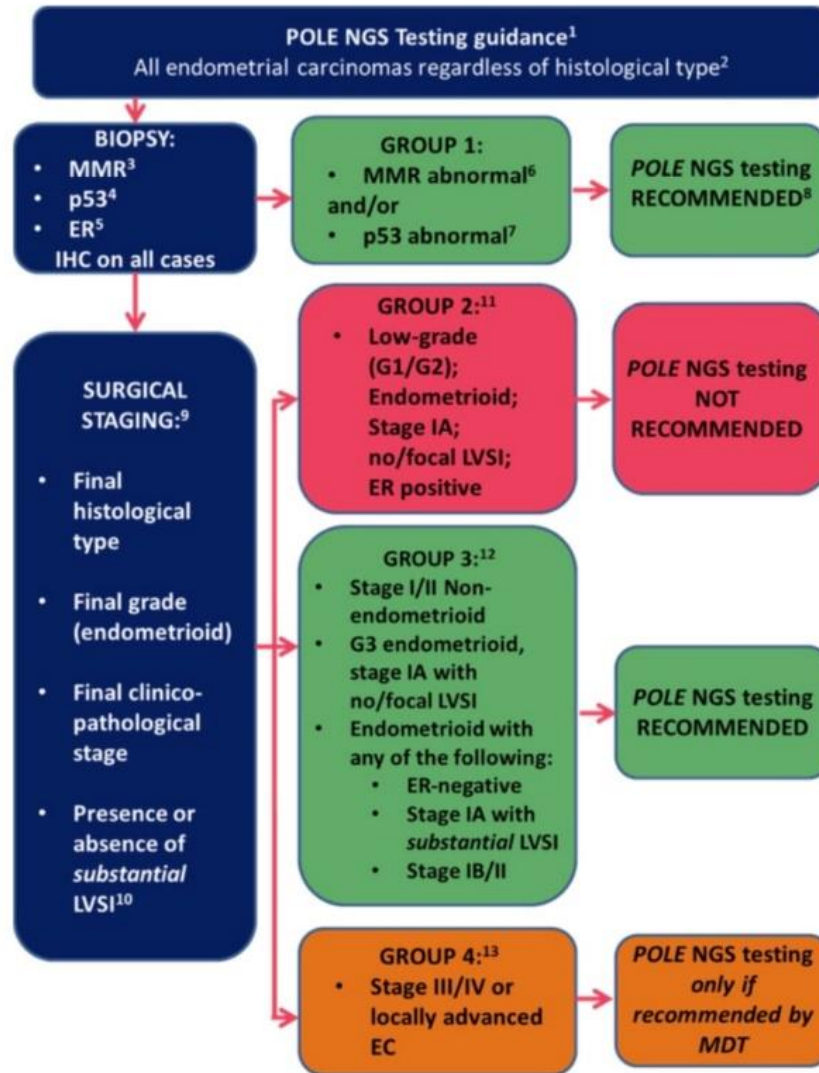 POLE NGS Testing guidance¹
All endometrial carcinomas regardless of histological type²
BIOPSY:
• MMR³
• p53⁴
• ER⁵
IHC on all cases
GROUP 1:
• MMR abnormal⁶
and/or
• p53 abnormal⁷
POLE NGS testing
RECOMMENDED⁸
SURGICAL
STAGING:⁹
• Final
histological
type
• Final grade
(endometrioid)
• Final clinico-
pathological
stage
• Presence or
absence of
substantial
LVSI¹⁰
GROUP 2:¹¹
• Low-grade
(G1/G2);
Endometrioid;
Stage IA;
no/focal LVSI;
ER positive
POLE NGS testing
NOT
RECOMMENDED
GROUP 3:¹²
• Stage I/II Non-
endometrioid
• G3 endometrioid,
stage IA with
no/focal LVSI
• Endometrioid with
any of the following:
• ER-negative
• Stage IA with
substantial LVSI
• Stage IB/II
POLE NGS testing
RECOMMENDED
GROUP 4:¹³
• Stage III/IV or
locally advanced
EC
POLE NGS testing
only if
recommended by
MDT